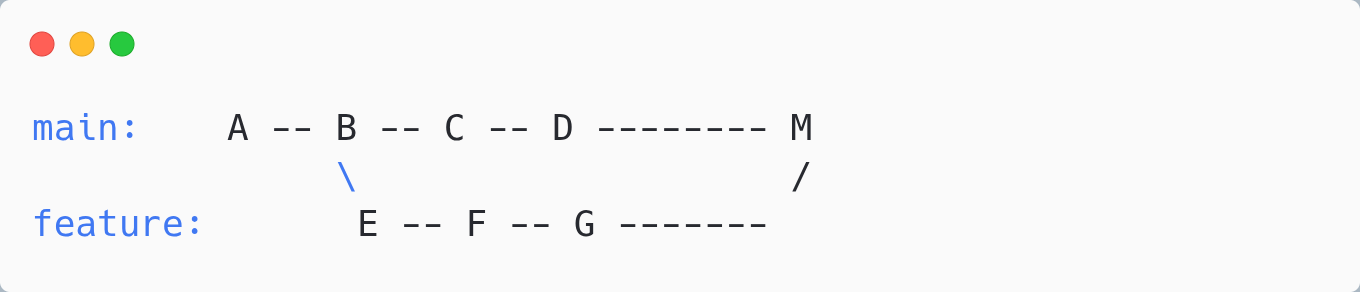 main:    A -- B -- C -- D -------- M
              \                    /
feature:       E -- F -- G -------